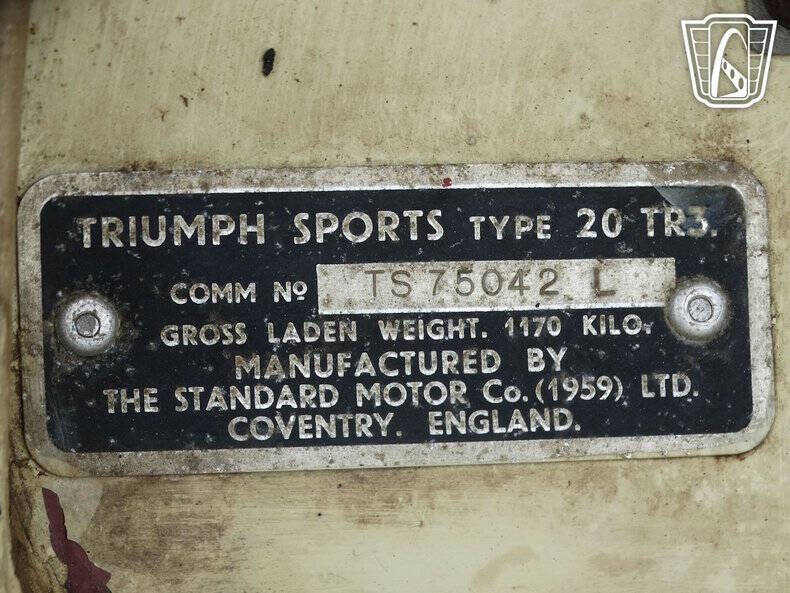 TRIUMPH SPORTS TYPE 20 TR3.
COMM Nº TS 75042 L
GROSS LADEN WEIGHT. 1170 KILO.
MANUFACTURED BY
THE STANDARD MOTOR Co. (1959) LTD.
COVENTRY. ENGLAND.